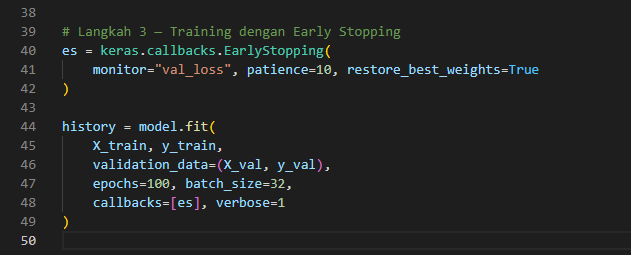 38
39 # Langkah 3 — Training dengan Early Stopping
40 es = keras.callbacks.EarlyStopping(
41     monitor="val_loss", patience=10, restore_best_weights=True
42 )
43
44 history = model.fit(
45     X_train, y_train,
46     validation_data=(X_val, y_val),
47     epochs=100, batch_size=32,
48     callbacks=[es], verbose=1
49 )
50